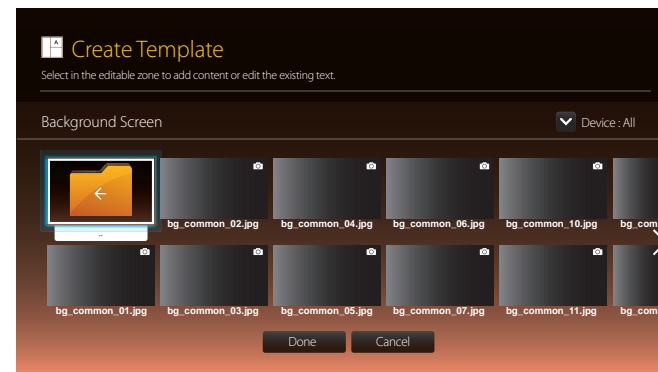 A
Create Template
Select in the editable zone to add content or edit the existing text.
Background Screen
Device : All
bg_common_02.jpg bg_common_04.jpg bg_common_06.jpg bg_common_10.jpg bg_com
..
bg_common_01.jpg bg_common_03.jpg bg_common_05.jpg bg_common_07.jpg bg_common_11.jpg bg_com
Done Cancel